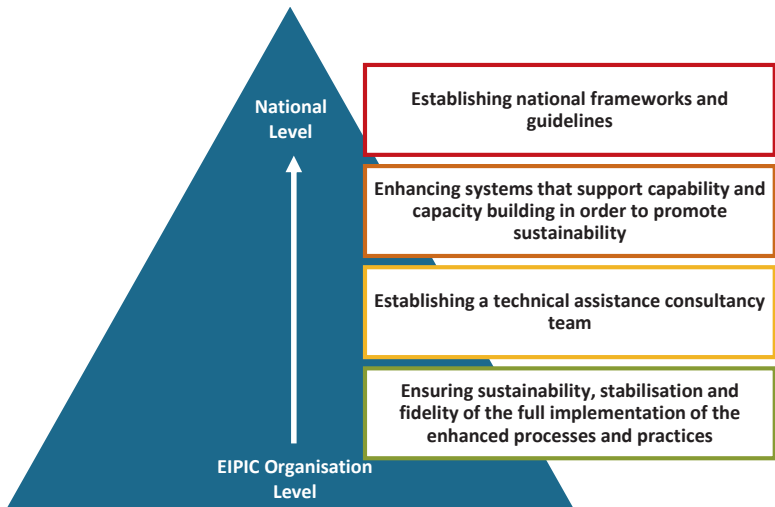 National
Level
Establishing national frameworks and
guidelines
Enhancing systems that support capability and
capacity building in order to promote
sustainability
Establishing a technical assistance consultancy
team
Ensuring sustainability, stabilisation and
fidelity of the full implementation of the
enhanced processes and practices
EIPIC Organisation
Level